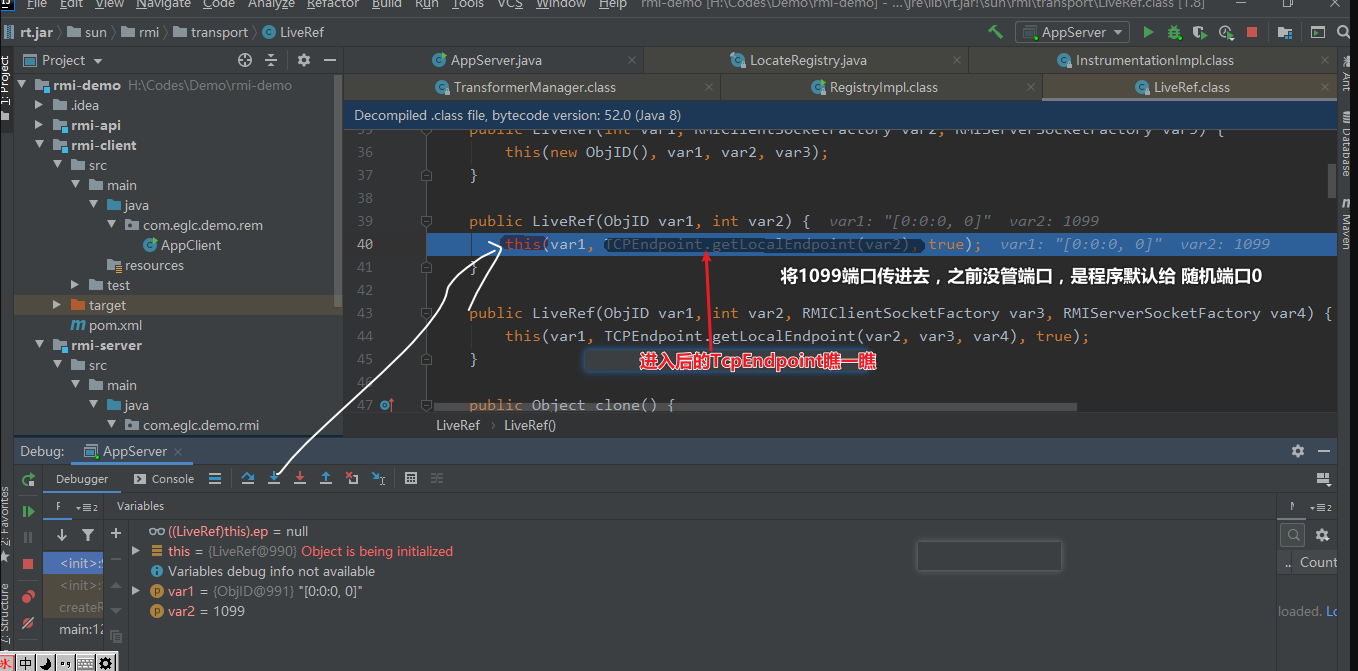 File Edit View Navigate Code Analyze Refactor Build Run Tools VCS Window Help rmi-demo [H:\Codes\Demo\rmi-demo] - ...\jre\lib\rt.jar!\sun\rmi\transport\LiveRef.class [1.8]
rt.jar sun rmi transport LiveRef AppServer
Project
AppServer.java LocateRegistry.java InstrumentationImpl.class
TransformerManager.class RegistryImpl.class LiveRef.class
1: Project
rmi-demo H:\Codes\Demo\rmi-demo
.idea
rmi-api
rmi-client
src
main
java
com.eglc.demo.rem
AppClient
resources
test
target
pom.xml
rmi-server
src
main
java
com.eglc.demo.rmi
Decompiled .class file, bytecode version: 52.0 (Java 8)
35 public LiveRef(int var1, RMIClientSocketFactory var2, RMIServerSocketFactory var3) {
36 this(new ObjID(), var1, var2, var3);
37 }
38
39 public LiveRef(ObjID var1, int var2) { var1: "[0:0:0, 0]" var2: 1099
40 this(var1, TCPEndpoint.getLocalEndpoint(var2), true); var1: "[0:0:0, 0]" var2: 1099
41 }
将1099端口传进去，之前没管端口，是程序默认给 随机端口0
42
43 public LiveRef(ObjID var1, int var2, RMIClientSocketFactory var3, RMIServerSocketFactory var4) {
44 this(var1, TCPEndpoint.getLocalEndpoint(var2, var3, var4), true);
45 }
进入后的TcpEndpoint瞧一瞧
46
47 public Object clone() {
LiveRef LiveRef()
Ant
Database
Maven
Debug: AppServer
Debugger Console
F 2 Variables
((LiveRef)this).ep = null
this = {LiveRef@990} Object is being initialized
Variables debug info not available
var1 = {ObjID@991} "[0:0:0, 0]"
var2 = 1099
<init>:
<init>:
createR
main:12
2
Count
loaded.
2: Favorites
7: Structure
中